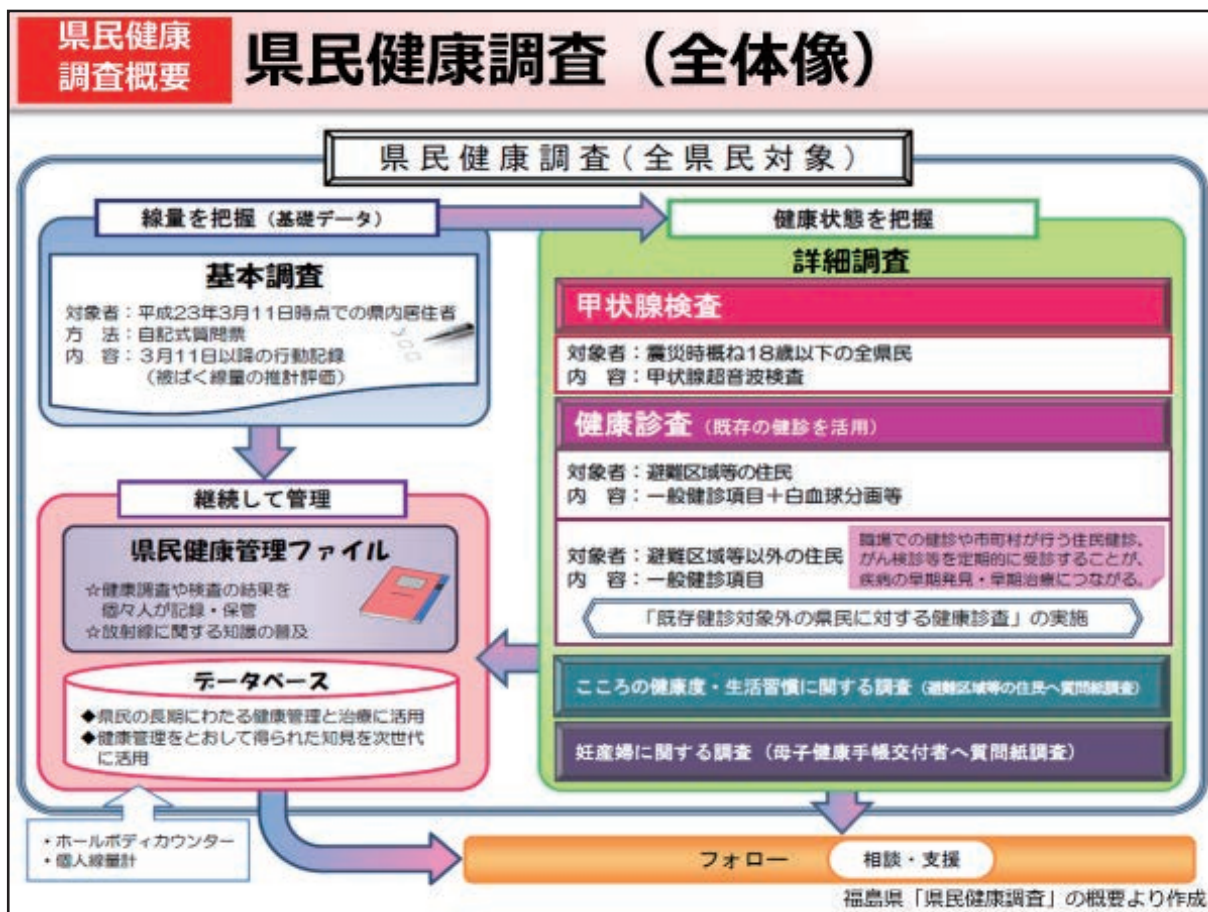 県民健康
調査概要
県民健康調査（全体像）
県民健康調査（全県民対象）
線量を把握（基礎データ）
基本調査
対象者：平成23年3月11日時点での県内居住者
方　法：自記式質問票
内　容：3月11日以降の行動記録
（被ばく線量の推計評価）
健康状態を把握
詳細調査
甲状腺検査
対象者：震災時概ね18歳以下の全県民
内　容：甲状腺超音波検査
健康診査（既存の健診を活用）
対象者：避難区域等の住民
内　容：一般健診項目＋白血球分画等
対象者：避難区域等以外の住民
内　容：一般健診項目
職場での健診や市町村が行う住民健診、
がん検診等を定期的に受診することが、
疾病の早期発見・早期治療につながる。
「既存健診対象外の県民に対する健康診査」の実施
こころの健康度・生活習慣に関する調査（避難区域等の住民へ質問紙調査）
妊産婦に関する調査（母子健康手帳交付者へ質問紙調査）
継続して管理
県民健康管理ファイル
☆健康調査や検査の結果を
個々人が記録・保管
☆放射線に関する知識の普及
データベース
◆県民の長期にわたる健康管理と治療に活用
◆健康管理をとおして得られた知見を次世代
に活用
・ホールボディカウンター
・個人線量計
フォロー
相談・支援
福島県「県民健康調査」の概要より作成